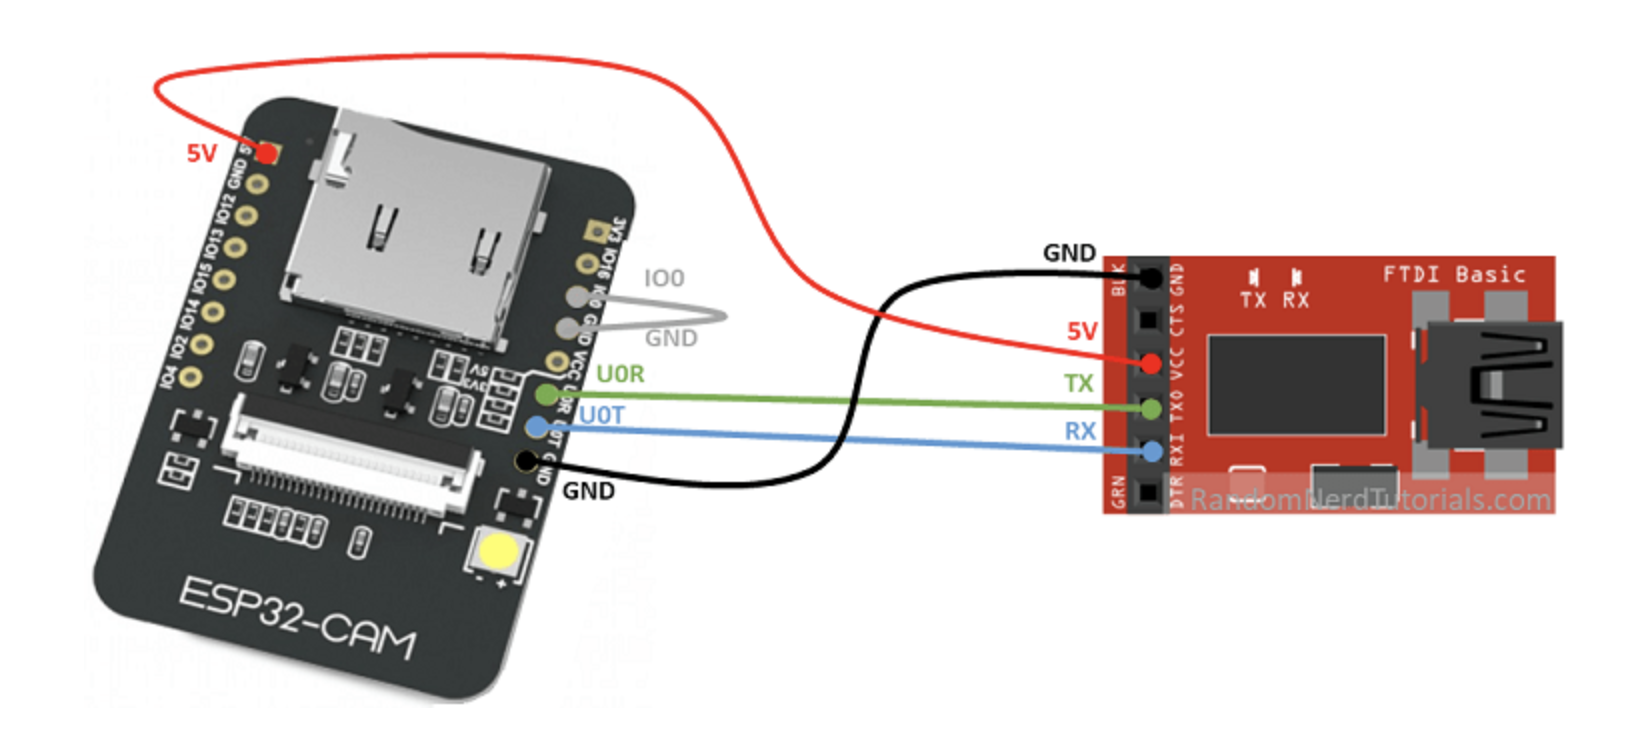 5V
5
GND
IO12
IO13
IO15
IO14
IO2
IO4
3V3
IO16
IO0
GND
VCC
U0R
U0T
GND
5V
3V3
IO0
GND
U0R
U0T
GND
- +
ESP32-CAM
GND
5V
TX
RX
BLK
GRN
GND
CTS
VCC
TXO
RXI
DTR
TX RX
FTDI Basic
RandomNerdTutorials.com